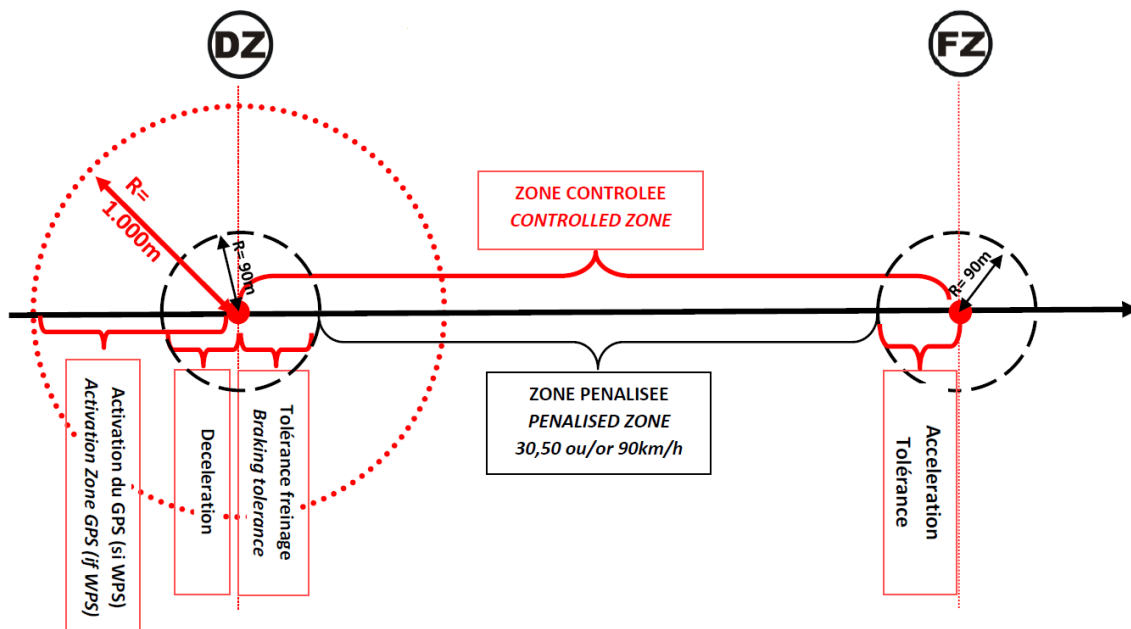 DZ
FZ
R=
1.000m
R= 90m
ZONE CONTROLEE
CONTROLLED ZONE
R= 90m
Activation du GPS (si WPS)
Activation Zone GPS (if WPS)
Deceleration
Tolérance freinage
Braking tolerance
ZONE PENALISEE
PENALISED ZONE
30,50 ou/or 90km/h
Acceleration
Tolérance